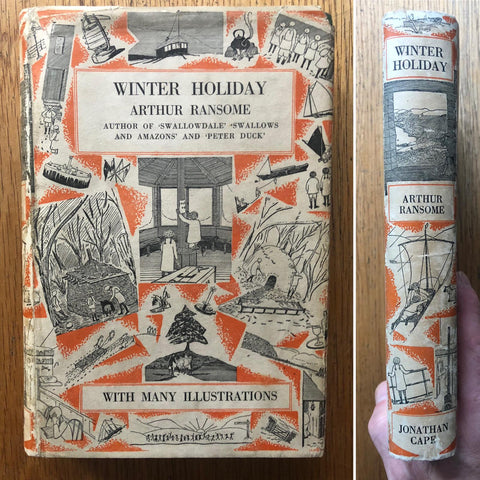 WINTER HOLIDAY
ARTHUR RANSOME
AUTHOR OF 'SWALLOWDALE' 'SWALLOWS
AND AMAZONS' AND 'PETER DUCK'
WITH MANY ILLUSTRATIONS
WINTER
HOLIDAY
ARTHUR
RANSOME
JONATHAN
CAPE